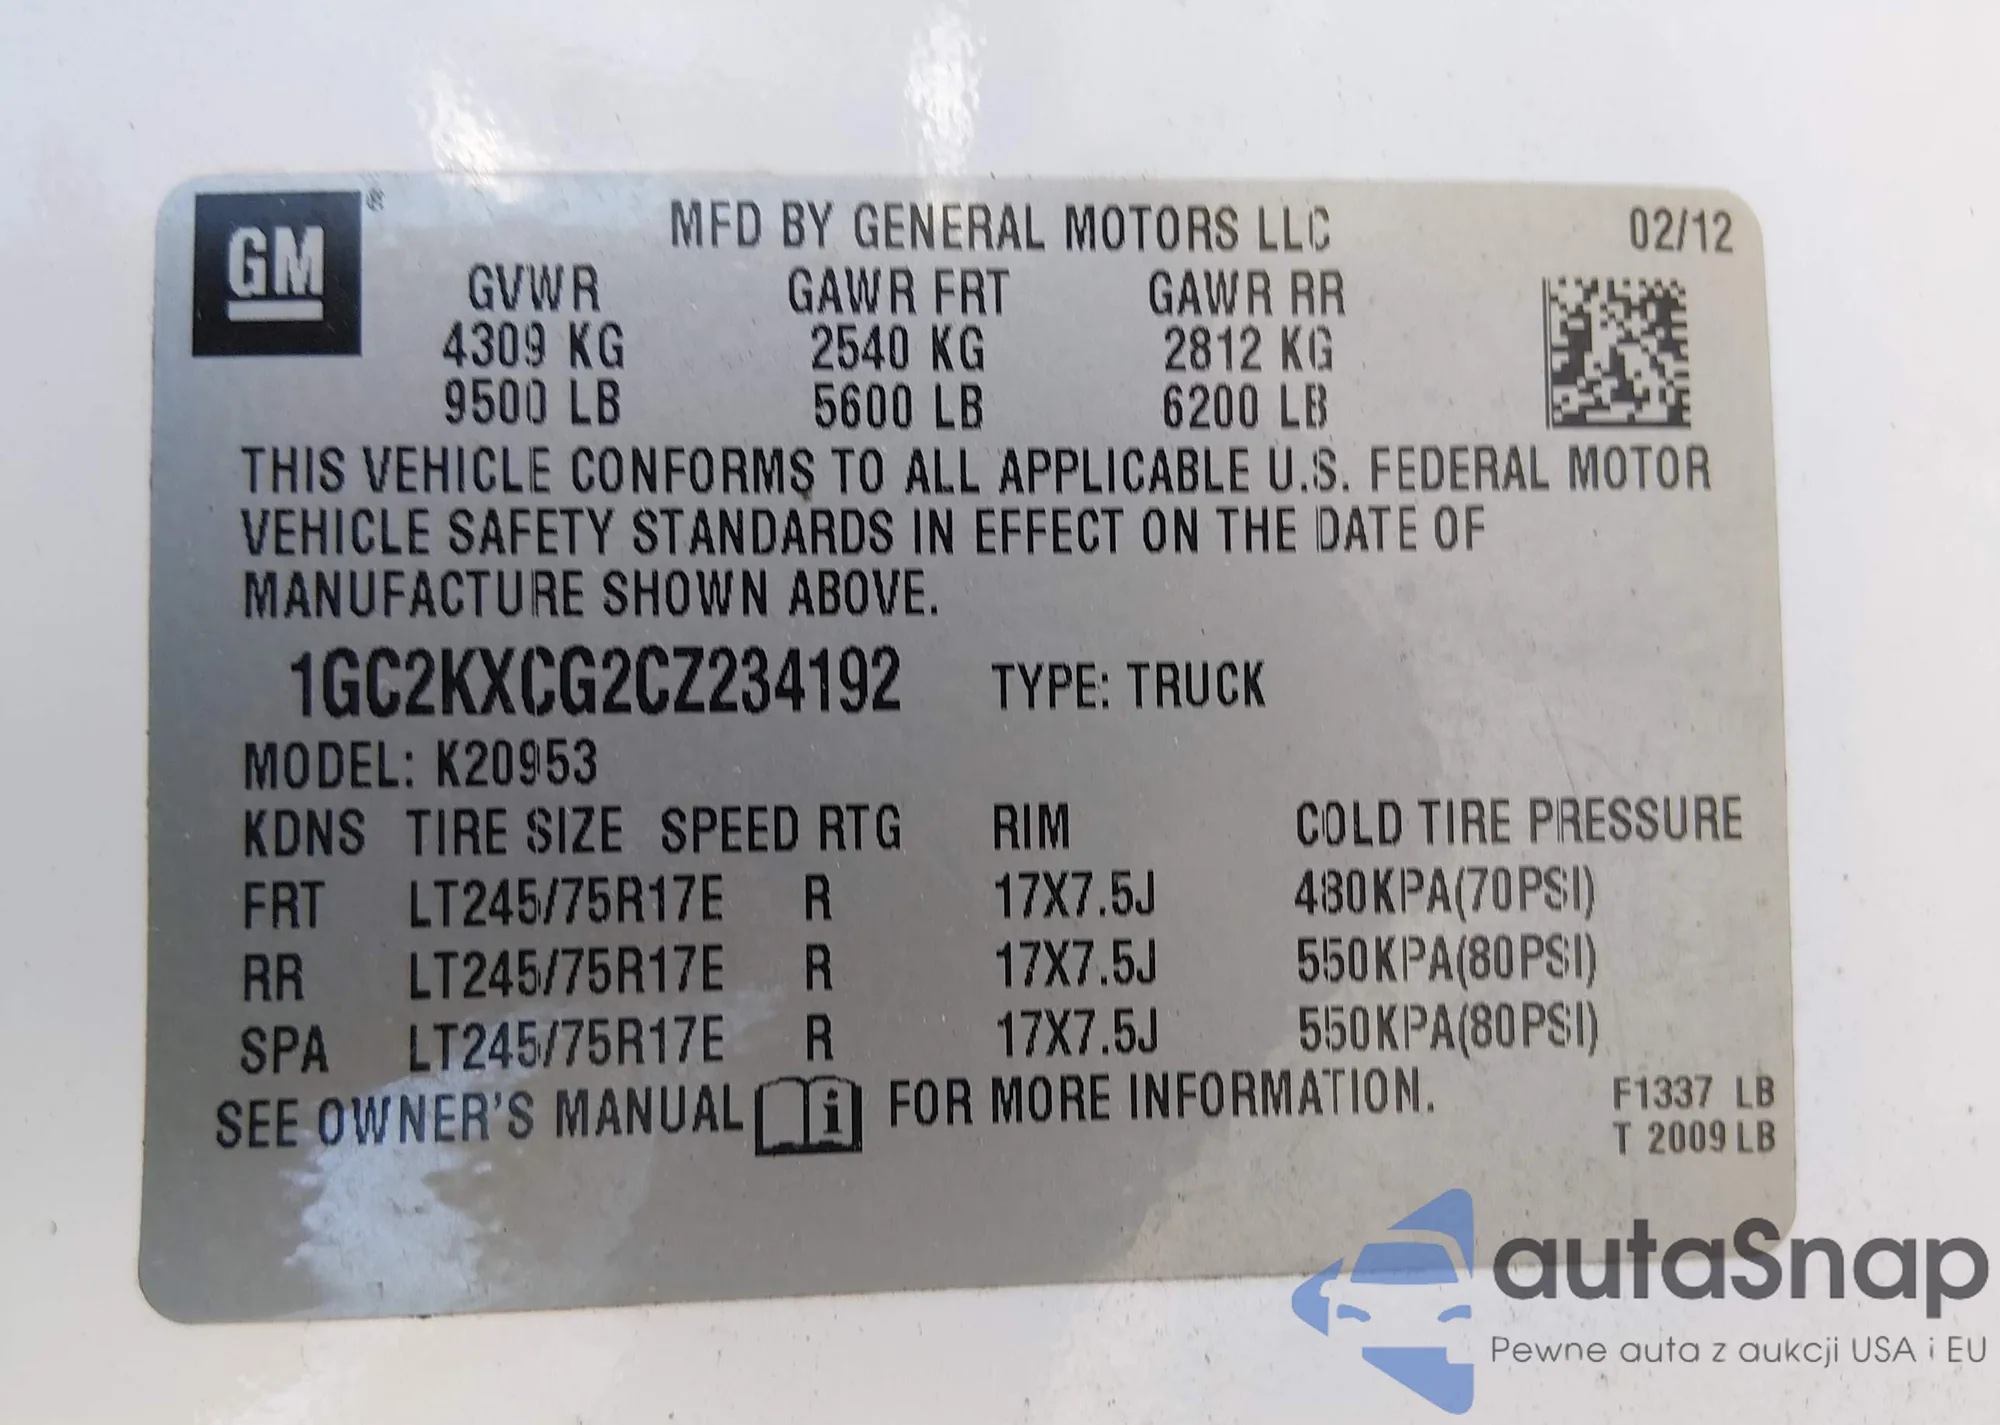 GM ®
MFD BY GENERAL MOTORS LLC 02/12
GVWR GAWR FRT GAWR RR
4309 KG 2540 KG 2812 KG
9500 LB 5600 LB 6200 LB
THIS VEHICLE CONFORMS TO ALL APPLICABLE U.S. FEDERAL MOTOR
VEHICLE SAFETY STANDARDS IN EFFECT ON THE DATE OF
MANUFACTURE SHOWN ABOVE.
1GC2KXCG2CZ234192 TYPE: TRUCK
MODEL: K20953
KDNS TIRE SIZE SPEED RTG RIM COLD TIRE PRESSURE
FRT LT245/75R17E R 17X7.5J 480KPA(70PSI)
RR LT245/75R17E R 17X7.5J 550KPA(80PSI)
SPA LT245/75R17E R 17X7.5J 550KPA(80PSI)
SEE OWNER'S MANUAL i FOR MORE INFORMATION.
F1337 LB
T 2009 LB
autaSnap
Pewne auta z aukcji USA i EU